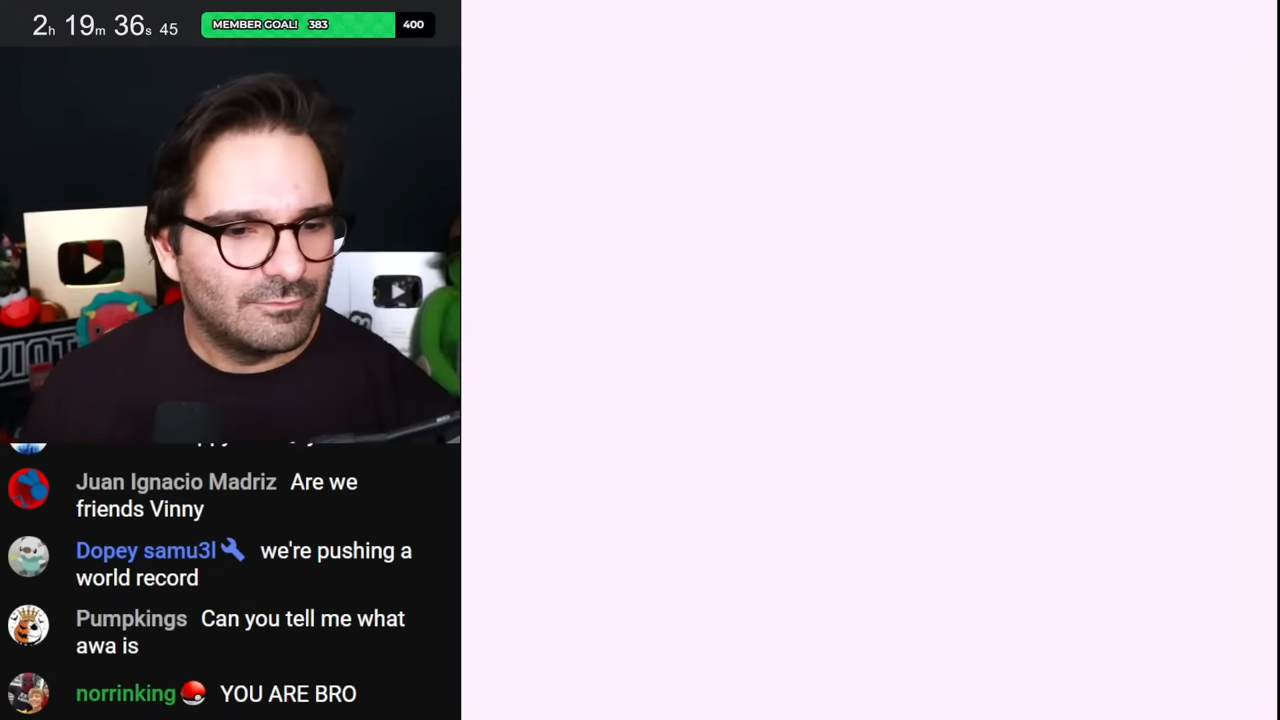 2h 19m 36s 45
MEMBER GOAL! 383 400
Juan Ignacio Madriz Are we
friends Vinny
Dopey samu3l we're pushing a
world record
Pumpkings Can you tell me what
awa is
norrinking YOU ARE BRO